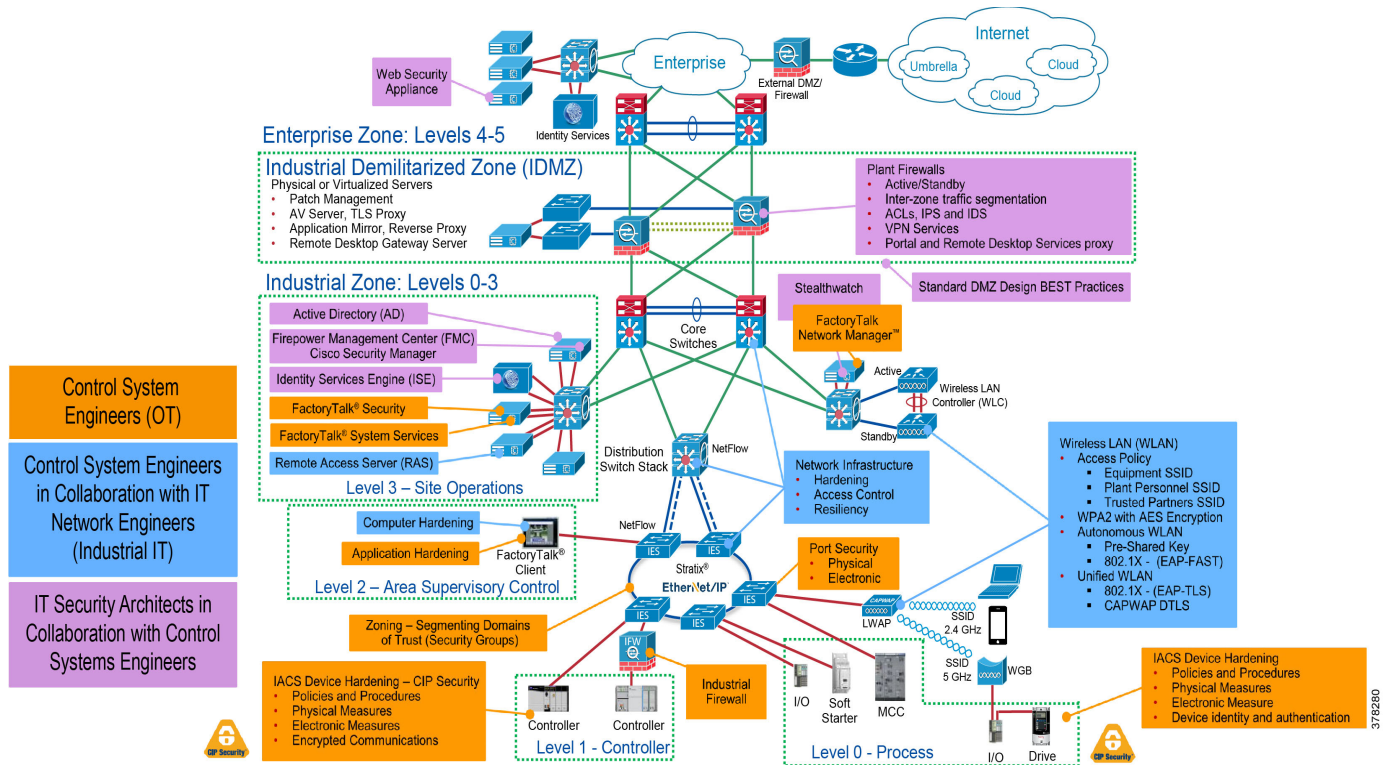 Internet
Umbrella
Cloud
Cloud
Enterprise
External DMZ/
Firewall
Web Security
Appliance
Identity Services
Enterprise Zone: Levels 4-5
Industrial Demilitarized Zone (IDMZ)
Physical or Virtualized Servers
• Patch Management
• AV Server, TLS Proxy
• Application Mirror, Reverse Proxy
• Remote Desktop Gateway Server
Plant Firewalls
• Active/Standby
• Inter-zone traffic segmentation
• ACLs, IPS and IDS
• VPN Services
• Portal and Remote Desktop Services proxy
Standard DMZ Design BEST Practices
Industrial Zone: Levels 0-3
Active Directory (AD)
Firepower Management Center (FMC)
Cisco Security Manager
Identity Services Engine (ISE)
FactoryTalk® Security
FactoryTalk® System Services
Remote Access Server (RAS)
Level 3 – Site Operations
Core
Switches
Stealthwatch
FactoryTalk
Network Manager™
Active
Wireless LAN
Controller (WLC)
Standby
Control System
Engineers (OT)
Control System Engineers
in Collaboration with IT
Network Engineers
(Industrial IT)
IT Security Architects in
Collaboration with Control
Systems Engineers
Distribution
Switch Stack
NetFlow
Network Infrastructure
• Hardening
• Access Control
• Resiliency
Wireless LAN (WLAN)
• Access Policy
▪ Equipment SSID
▪ Plant Personnel SSID
▪ Trusted Partners SSID
• WPA2 with AES Encryption
• Autonomous WLAN
▪ Pre-Shared Key
▪ 802.1X - (EAP-FAST)
• Unified WLAN
▪ 802.1X - (EAP-TLS)
▪ CAPWAP DTLS
Computer Hardening
Application Hardening
FactoryTalk®
Client
Level 2 – Area Supervisory Control
NetFlow
IES
IES
Stratix®
EtherNet/IP™
IES
IES
IES
Port Security
• Physical
• Electronic
CAPWAP
LWAP
SSID
2.4 GHz
SSID
5 GHz
WGB
Zoning – Segmenting Domains
of Trust (Security Groups)
IFW
Industrial
Firewall
IACS Device Hardening – CIP Security
• Policies and Procedures
• Physical Measures
• Electronic Measures
• Encrypted Communications
CIP Security
Controller
Controller
Level 1 - Controller
I/O
Soft
Starter
MCC
Level 0 - Process
I/O
Drive
IACS Device Hardening
• Policies and Procedures
• Physical Measures
• Electronic Measure
• Device identity and authentication
CIP Security
378280